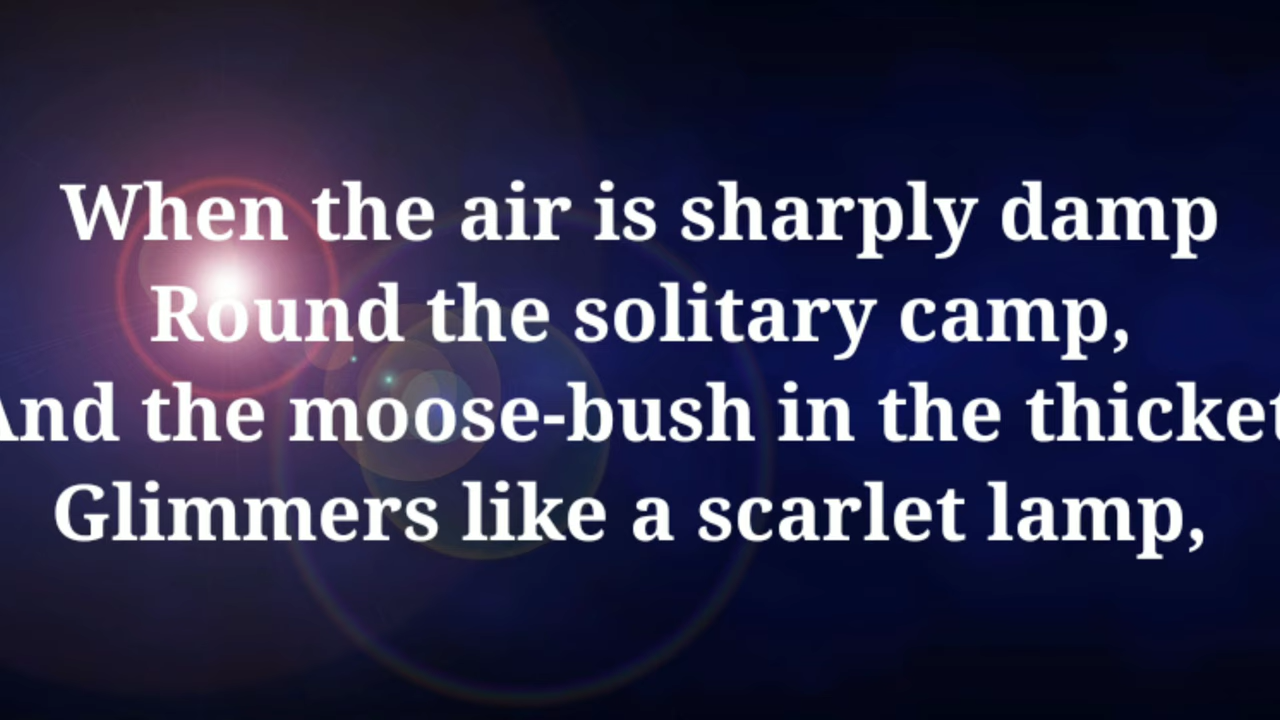 When the air is sharply damp
Round the solitary camp,
And the moose-bush in the thicket
Glimmers like a scarlet lamp,